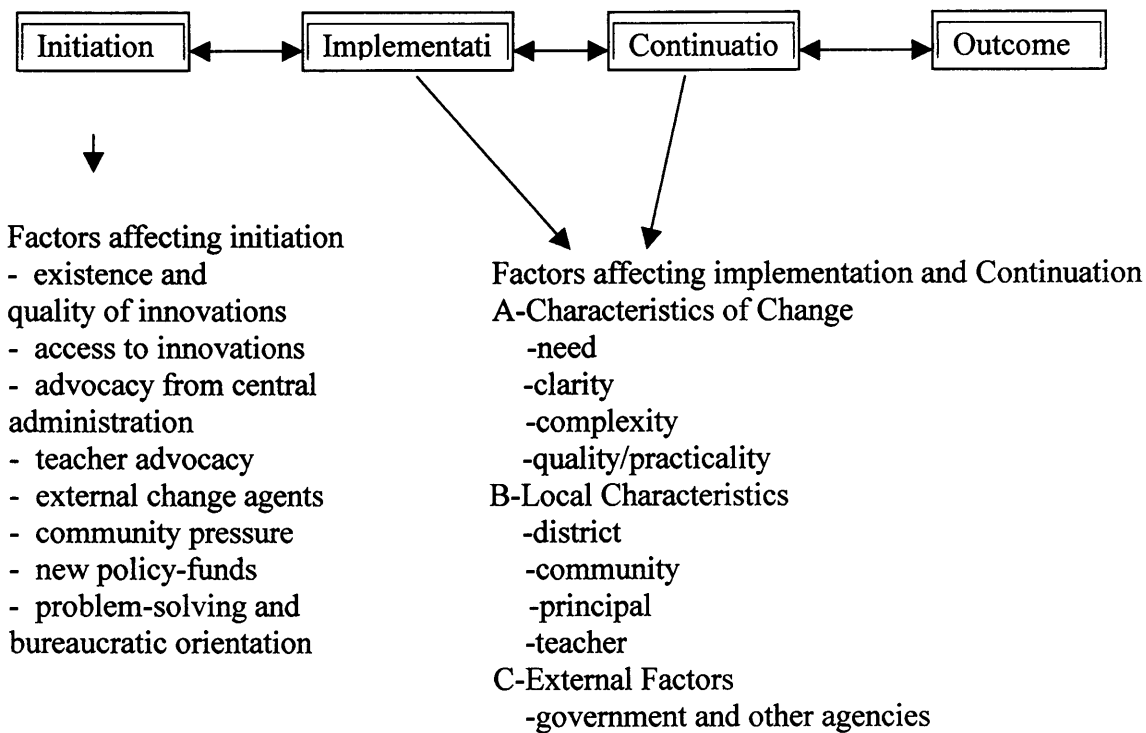 Initiation
Implementati
Continuatio
Outcome
Factors affecting initiation
- existence and
quality of innovations
- access to innovations
- advocacy from central
administration
- teacher advocacy
- external change agents
- community pressure
- new policy-funds
- problem-solving and
bureaucratic orientation
Factors affecting implementation and Continuation
A-Characteristics of Change
-need
-clarity
-complexity
-quality/practicality
B-Local Characteristics
-district
-community
-principal
-teacher
C-External Factors
-government and other agencies